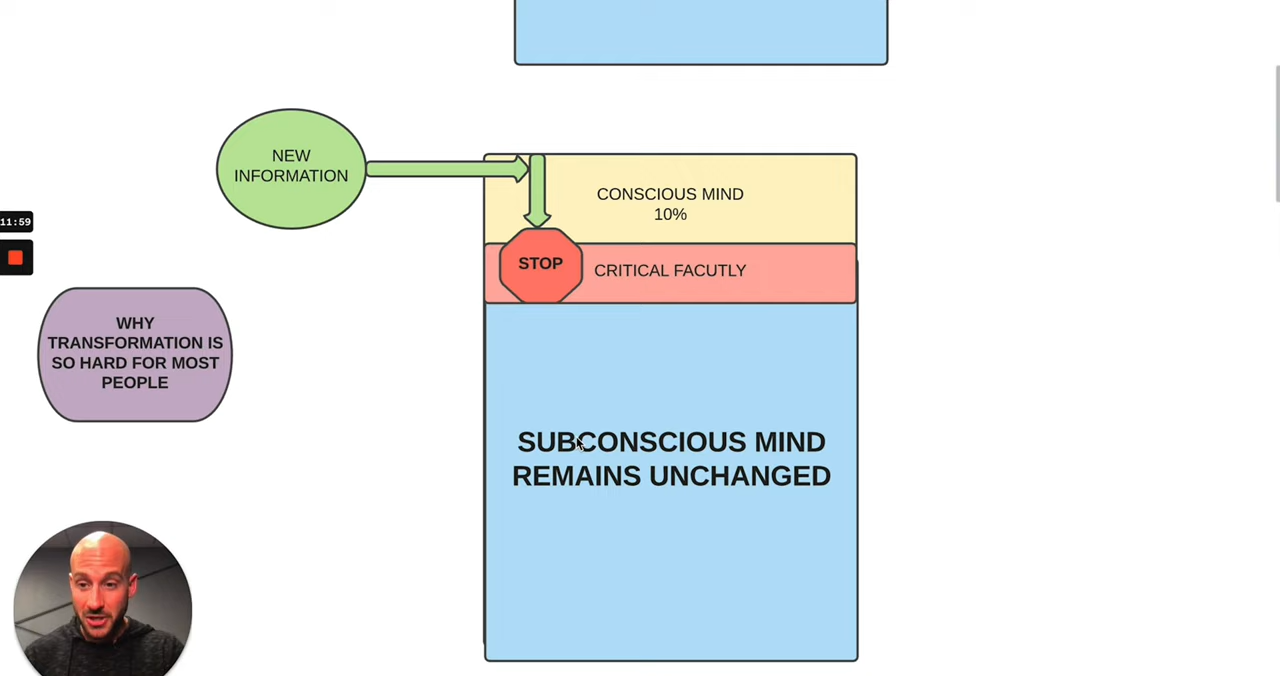 NEW
INFORMATION
CONSCIOUS MIND
10%
11:59
STOP
CRITICAL FACUTLY
WHY
TRANSFORMATION IS
SO HARD FOR MOST
PEOPLE
SUBCONSCIOUS MIND
REMAINS UNCHANGED